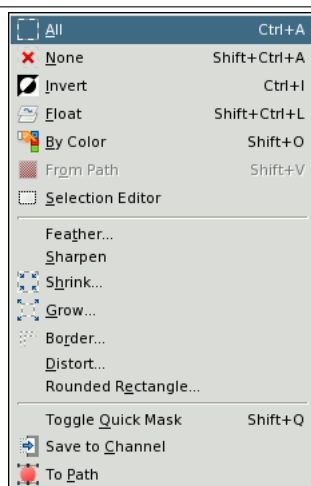 All Ctrl+A
None Shift+Ctrl+A
Invert Ctrl+I
Float Shift+Ctrl+L
By Color Shift+O
From Path Shift+V
Selection Editor
Feather...
Sharpen
Shrink...
Grow...
Border...
Distort...
Rounded Rectangle...
Toggle Quick Mask Shift+Q
Save to Channel
To Path